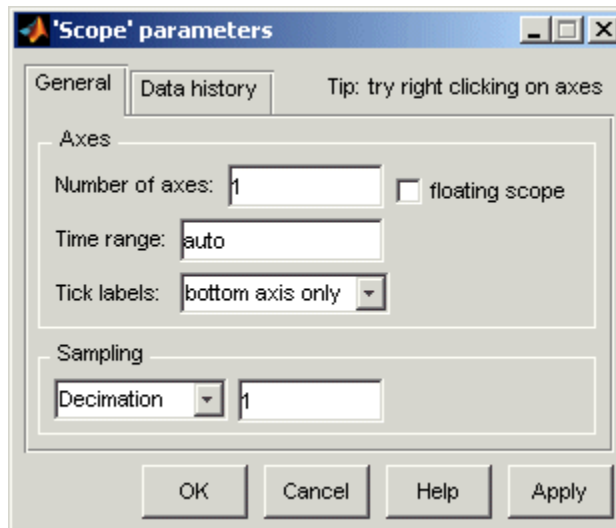 'Scope' parameters
General Data history Tip: try right clicking on axes
Axes
Number of axes: 1 floating scope
Time range: auto
Tick labels: bottom axis only
Sampling
Decimation 1
OK Cancel Help Apply